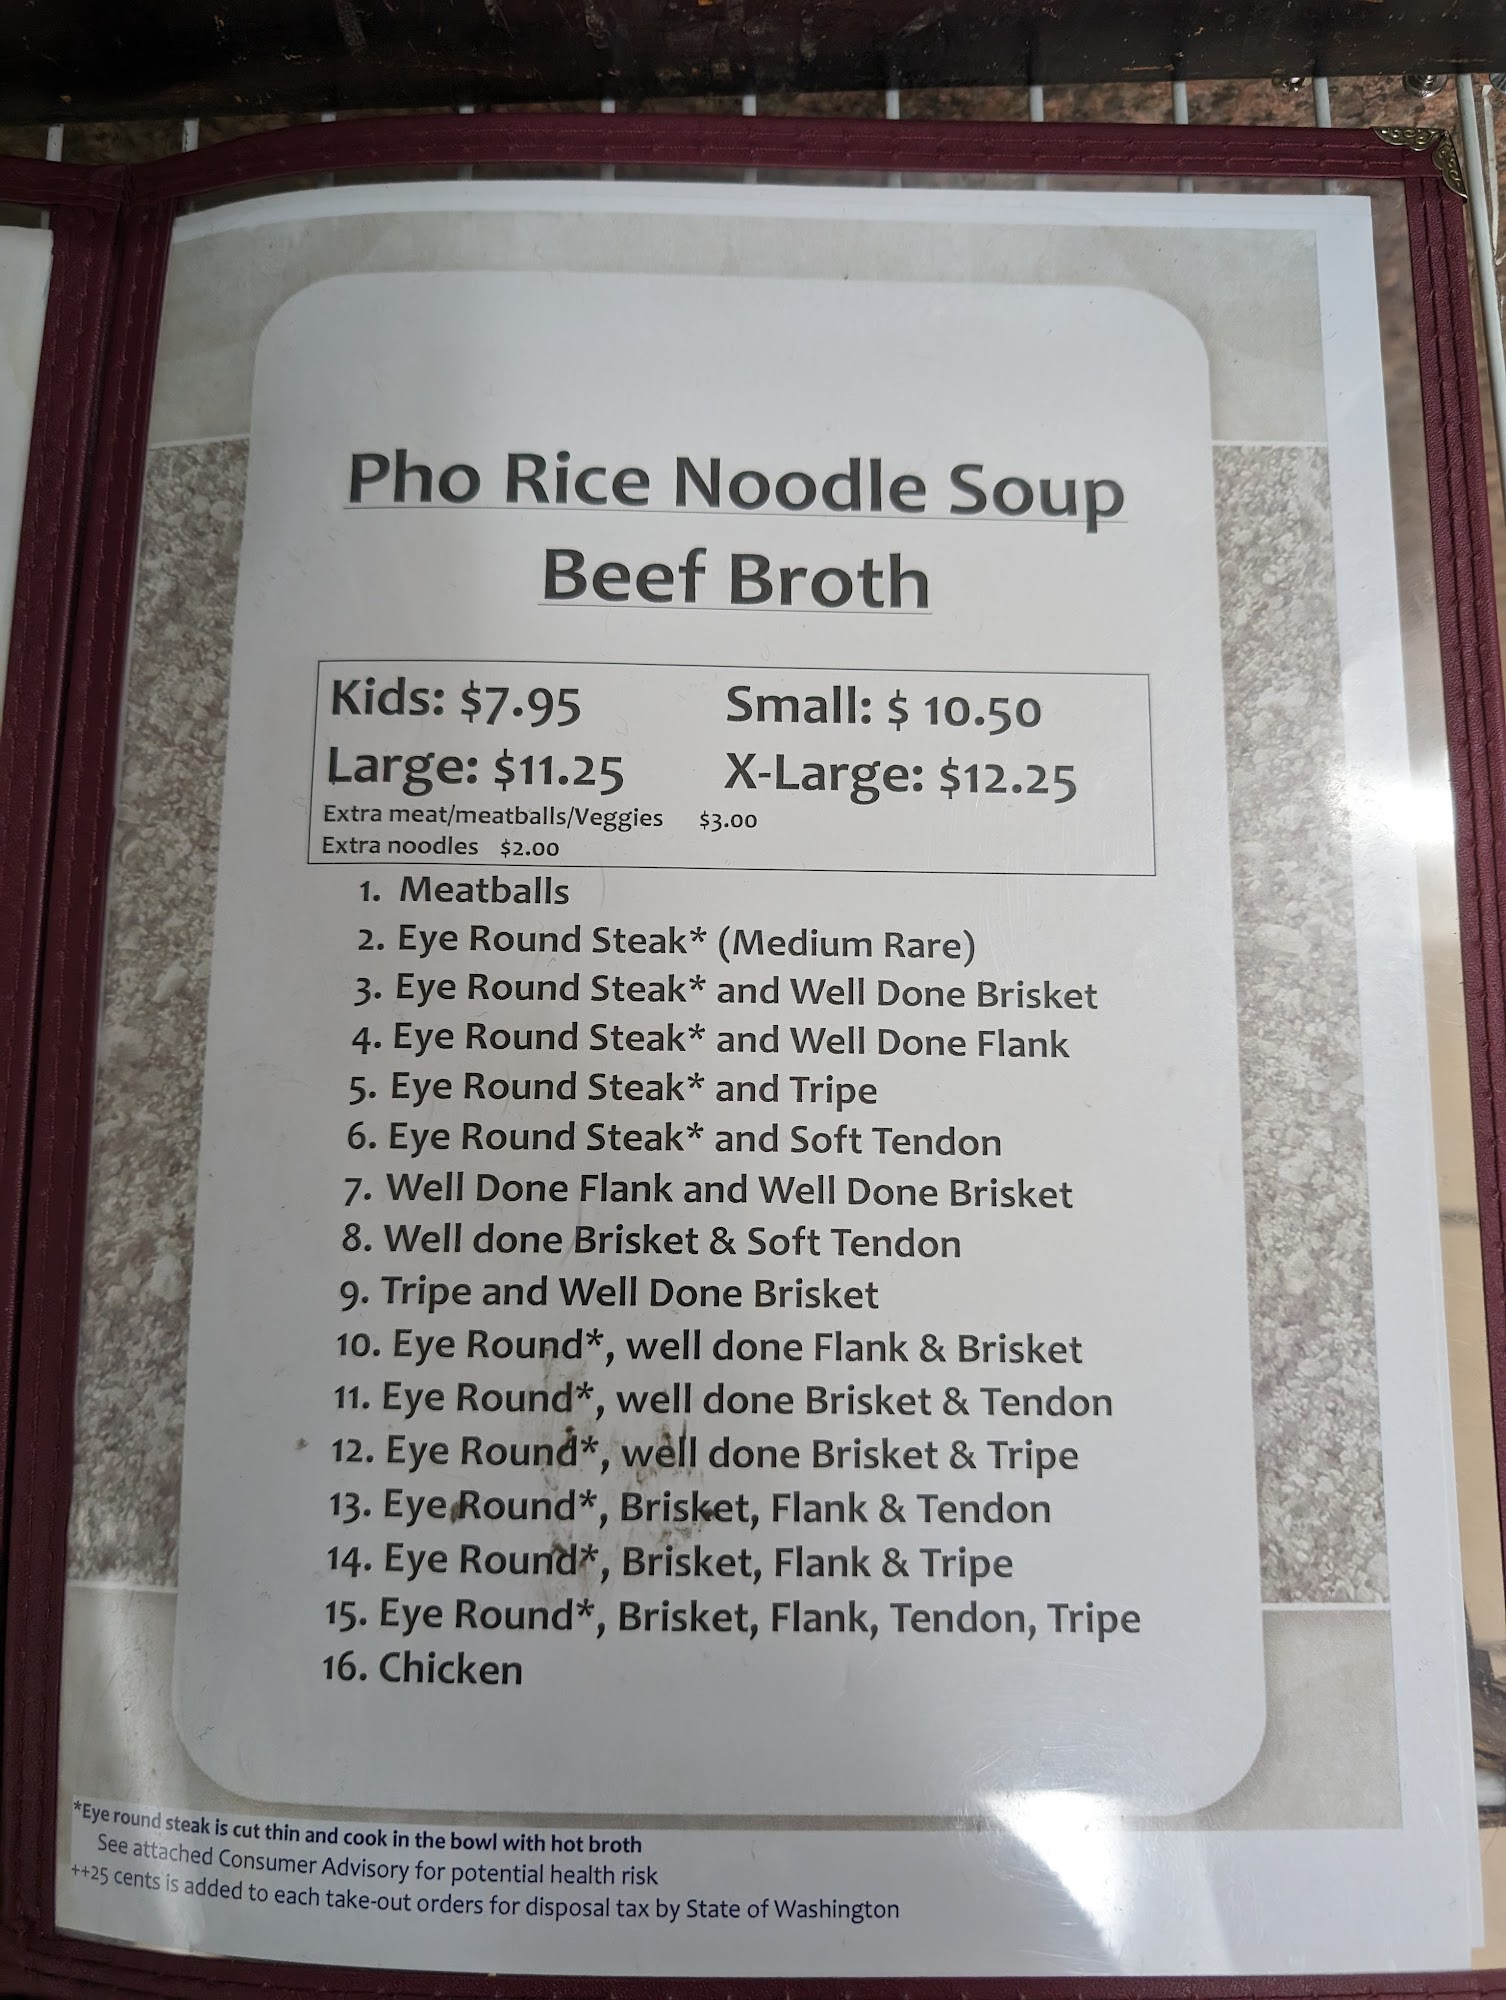 Pho Rice Noodle Soup
Beef Broth
Kids: $7.95 Small: $ 10.50
Large: $11.25 X-Large: $12.25
Extra meat/meatballs/Veggies $3.00
Extra noodles $2.00
1. Meatballs
2. Eye Round Steak* (Medium Rare)
3. Eye Round Steak* and Well Done Brisket
4. Eye Round Steak* and Well Done Flank
5. Eye Round Steak* and Tripe
6. Eye Round Steak* and Soft Tendon
7. Well Done Flank and Well Done Brisket
8. Well done Brisket & Soft Tendon
9. Tripe and Well Done Brisket
10. Eye Round*, well done Flank & Brisket
11. Eye Round*, well done Brisket & Tendon
12. Eye Round*, well done Brisket & Tripe
13. Eye Round*, Brisket, Flank & Tendon
14. Eye Round*, Brisket, Flank & Tripe
15. Eye Round*, Brisket, Flank, Tendon, Tripe
16. Chicken
*Eye round steak is cut thin and cook in the bowl with hot broth
See attached Consumer Advisory for potential health risk
++25 cents is added to each take-out orders for disposal tax by State of Washington